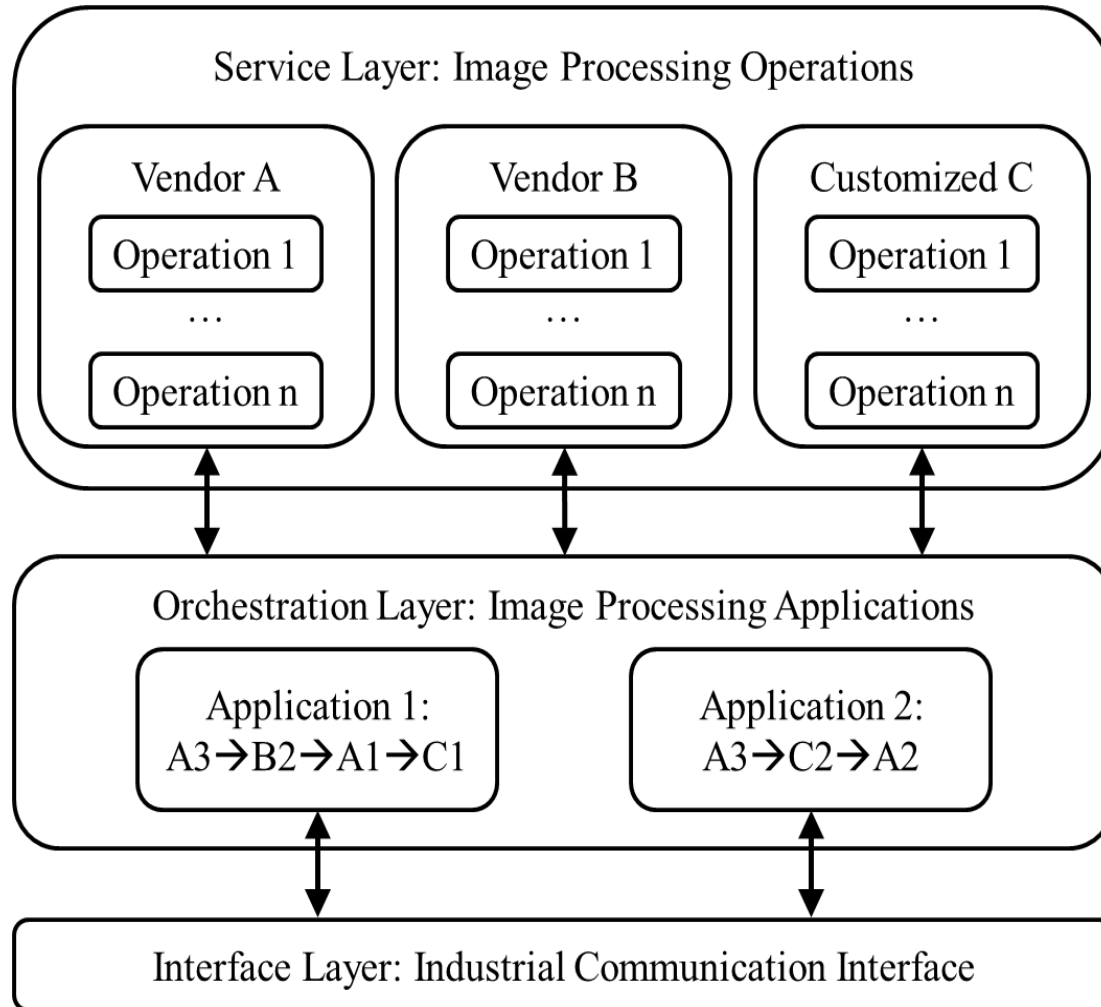 Service Layer: Image Processing Operations
Vendor A
Operation 1
...
Operation n
Vendor B
Operation 1
...
Operation n
Customized C
Operation 1
...
Operation n
Orchestration Layer: Image Processing Applications
Application 1:
A3→B2→A1→C1
Application 2:
A3→C2→A2
Interface Layer: Industrial Communication Interface